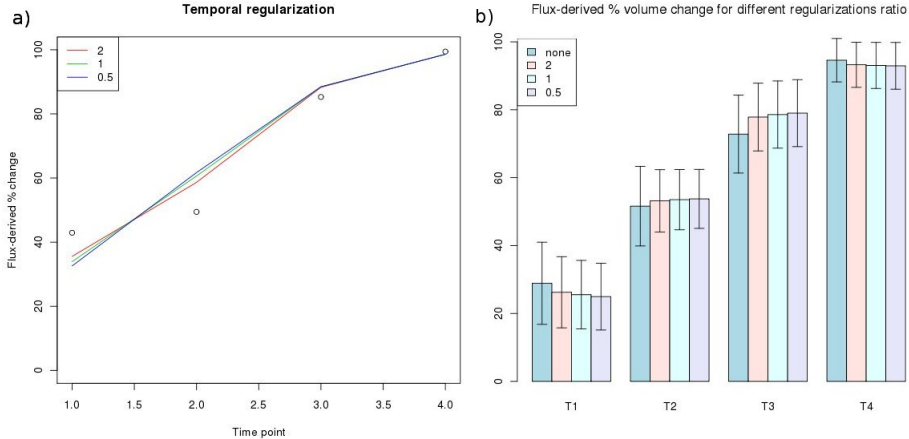 a)
Temporal regularization
2
1
0.5
Flux-derived % change
0
20
40
60
80
100
1.0
1.5
2.0
2.5
3.0
3.5
4.0
Time point
b)
Flux-derived % volume change for different regularizations ratio
none
2
1
0.5
0
20
40
60
80
100
T1
T2
T3
T4